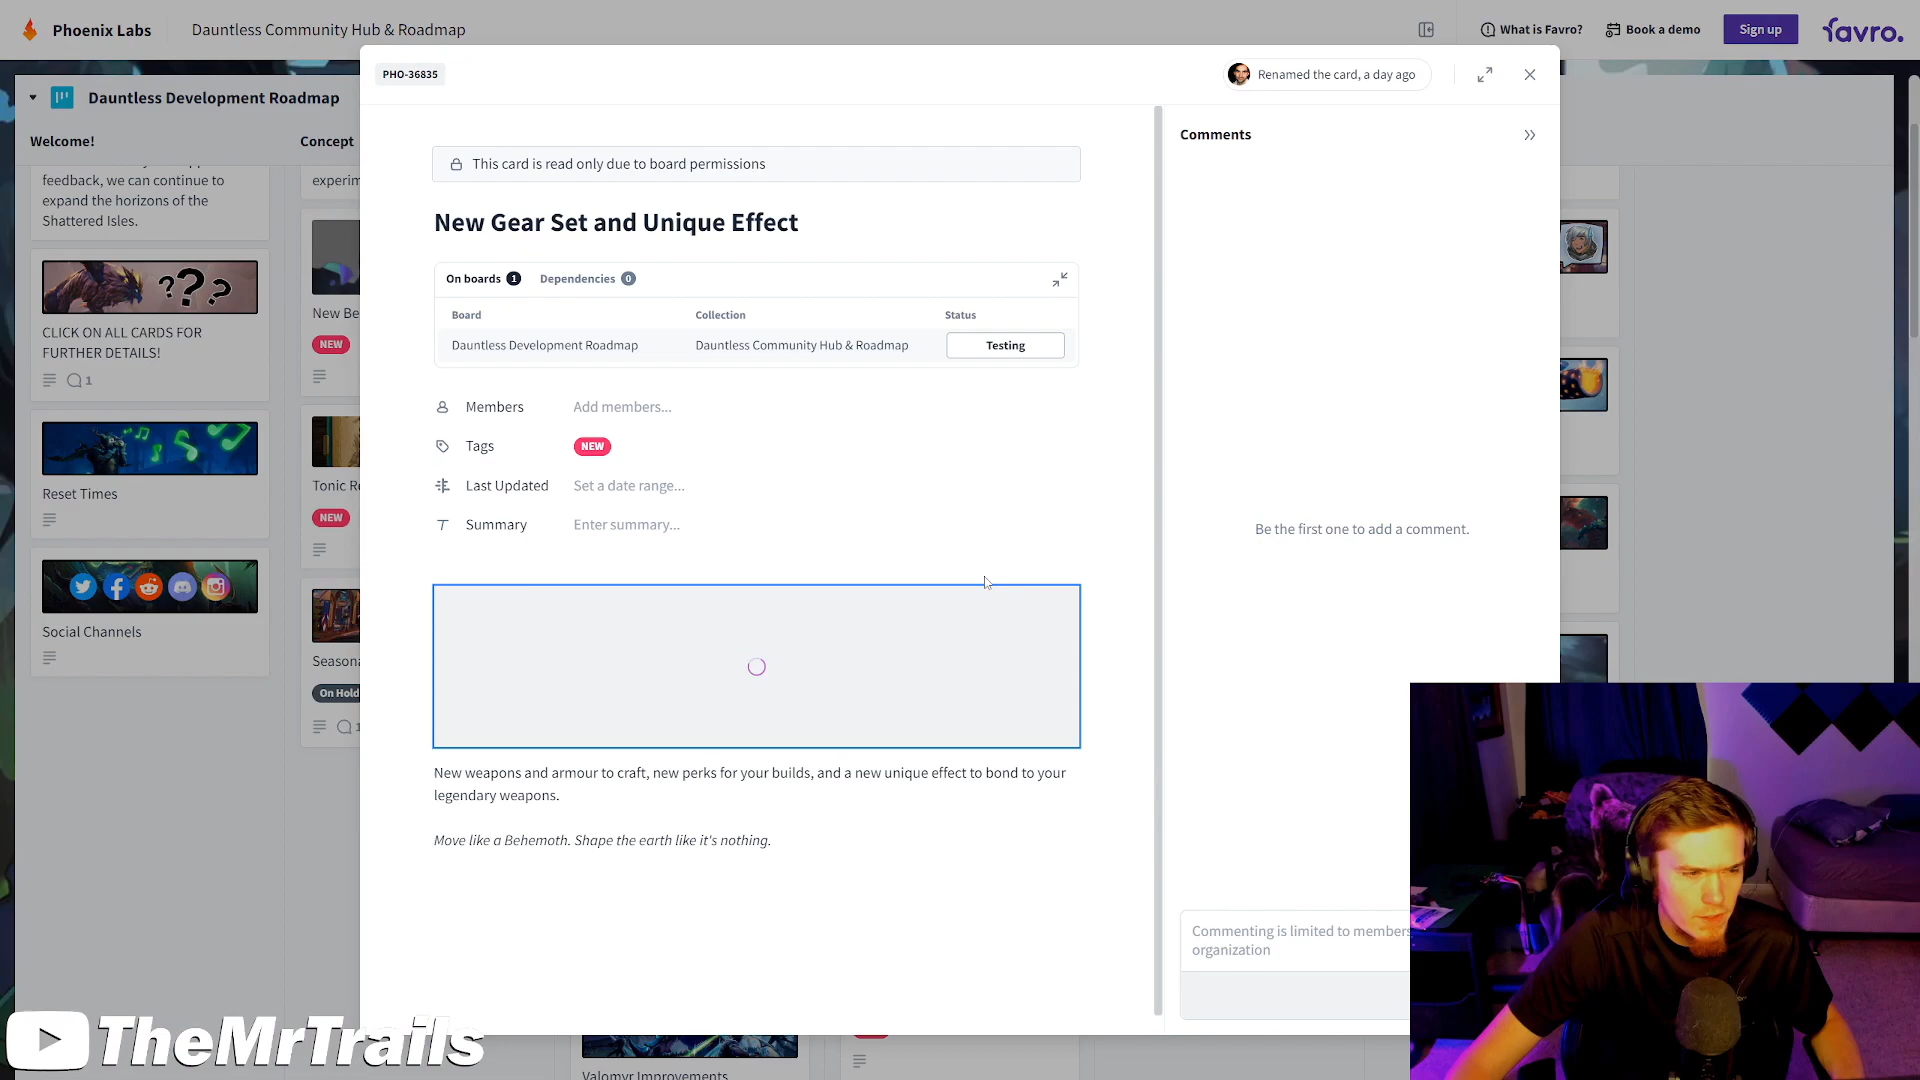 Phoenix Labs
Dauntless Community Hub & Roadmap
What is Favro?
Book a demo
Sign up
favro.
Dauntless Development Roadmap
Welcome!
feedback, we can continue to
expand the horizons of the
Shattered Isles.
???
CLICK ON ALL CARDS FOR
FURTHER DETAILS!
1
Reset Times
Social Channels
Concept
experim
New Be
NEW
Tonic Re
NEW
Seasona
On Hold
1
PHO-36835
Renamed the card, a day ago
This card is read only due to board permissions
New Gear Set and Unique Effect
On boards 1
Dependencies 0
Board
Collection
Status
Dauntless Development Roadmap
Dauntless Community Hub & Roadmap
Testing
Members
Add members...
Tags
NEW
Last Updated
Set a date range...
Summary
Enter summary...
New weapons and armour to craft, new perks for your builds, and a new unique effect to bond to your
legendary weapons.
Move like a Behemoth. Shape the earth like it's nothing.
Comments
Be the first one to add a comment.
Commenting is limited to members
organization
Valomyr Improvements
TheMrTrails